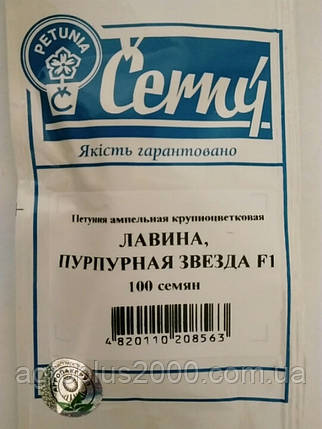 PETUNIA
Č
Černý
Якість гарантовано
Петуния ампельная крупноцветковая
ЛАВИНА,
ПУРПУРНАЯ ЗВЕЗДА F1
100 семян
4 820110 208563
agroplus2000.com.ua